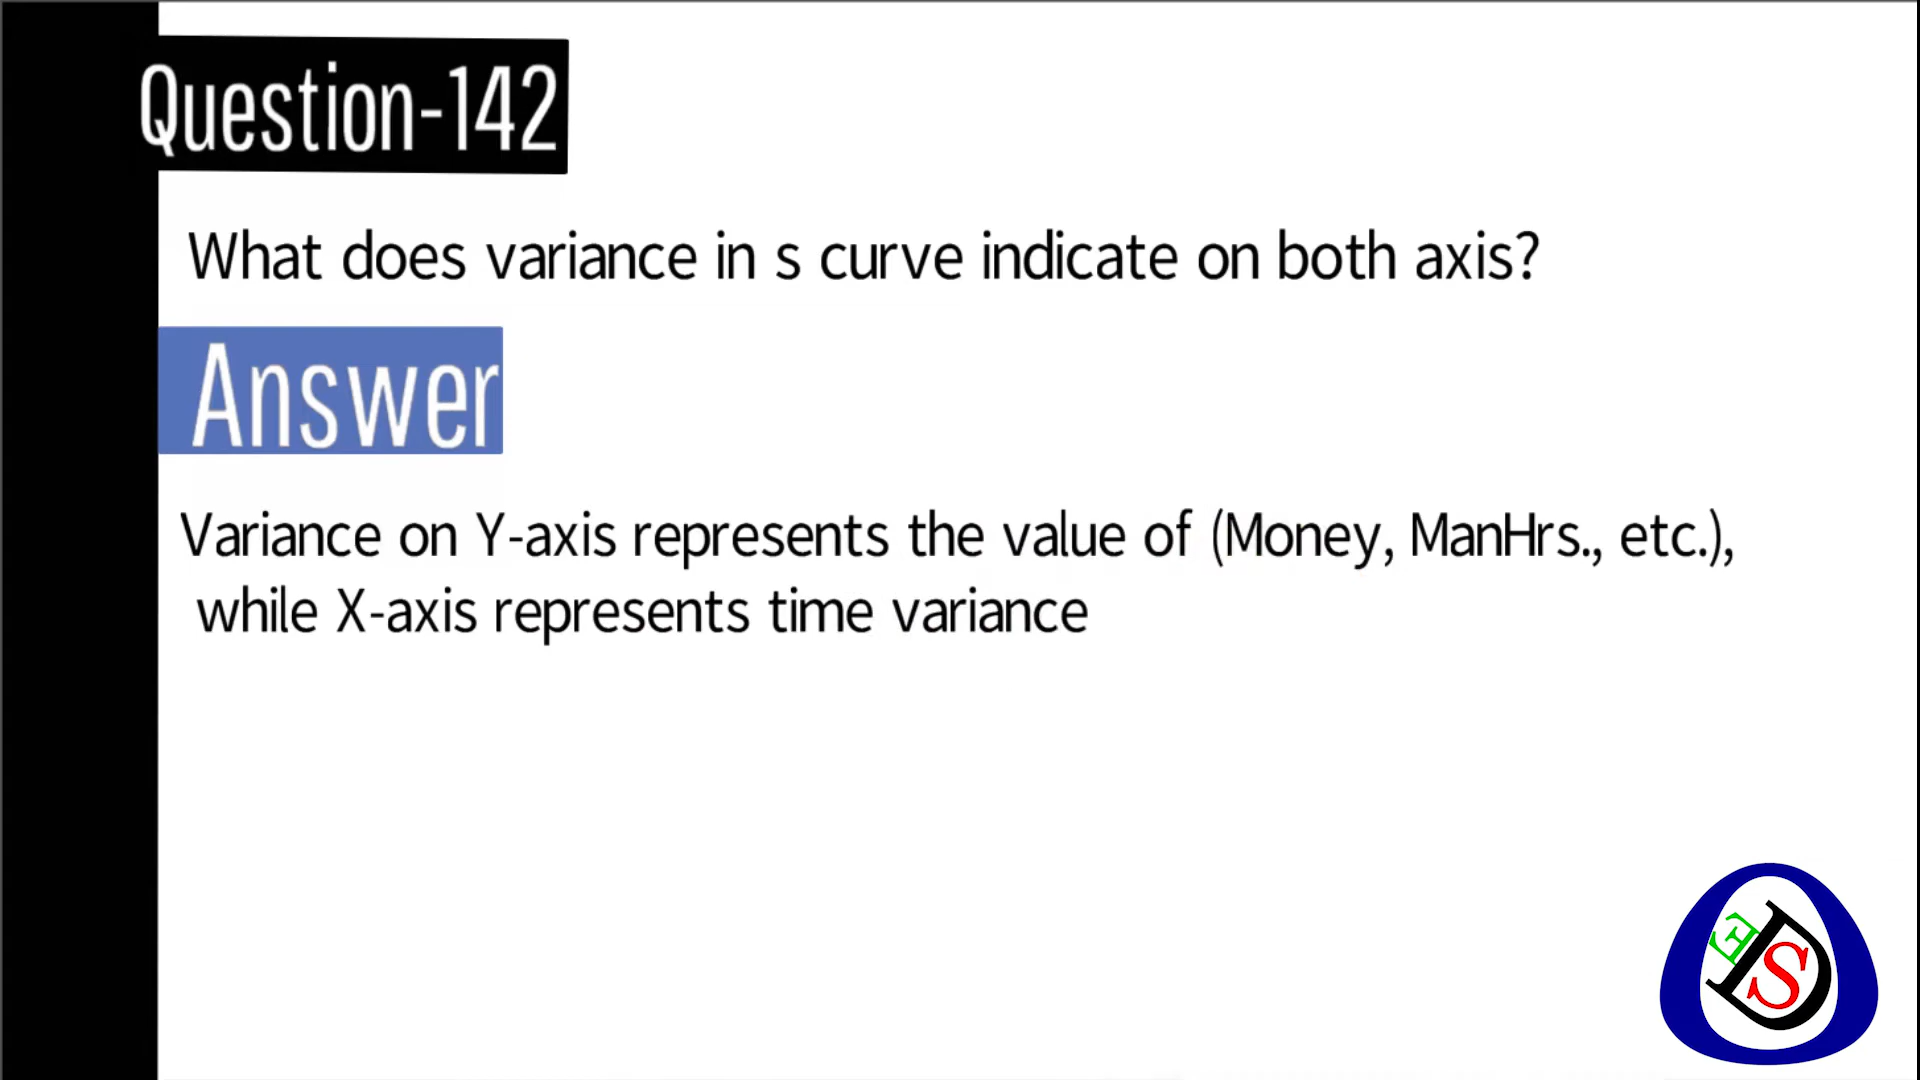 Question-142
What does variance in s curve indicate on both axis?
Answer
Variance on Y-axis represents the value of (Money, ManHrs., etc.),
while X-axis represents time variance
E
D
S